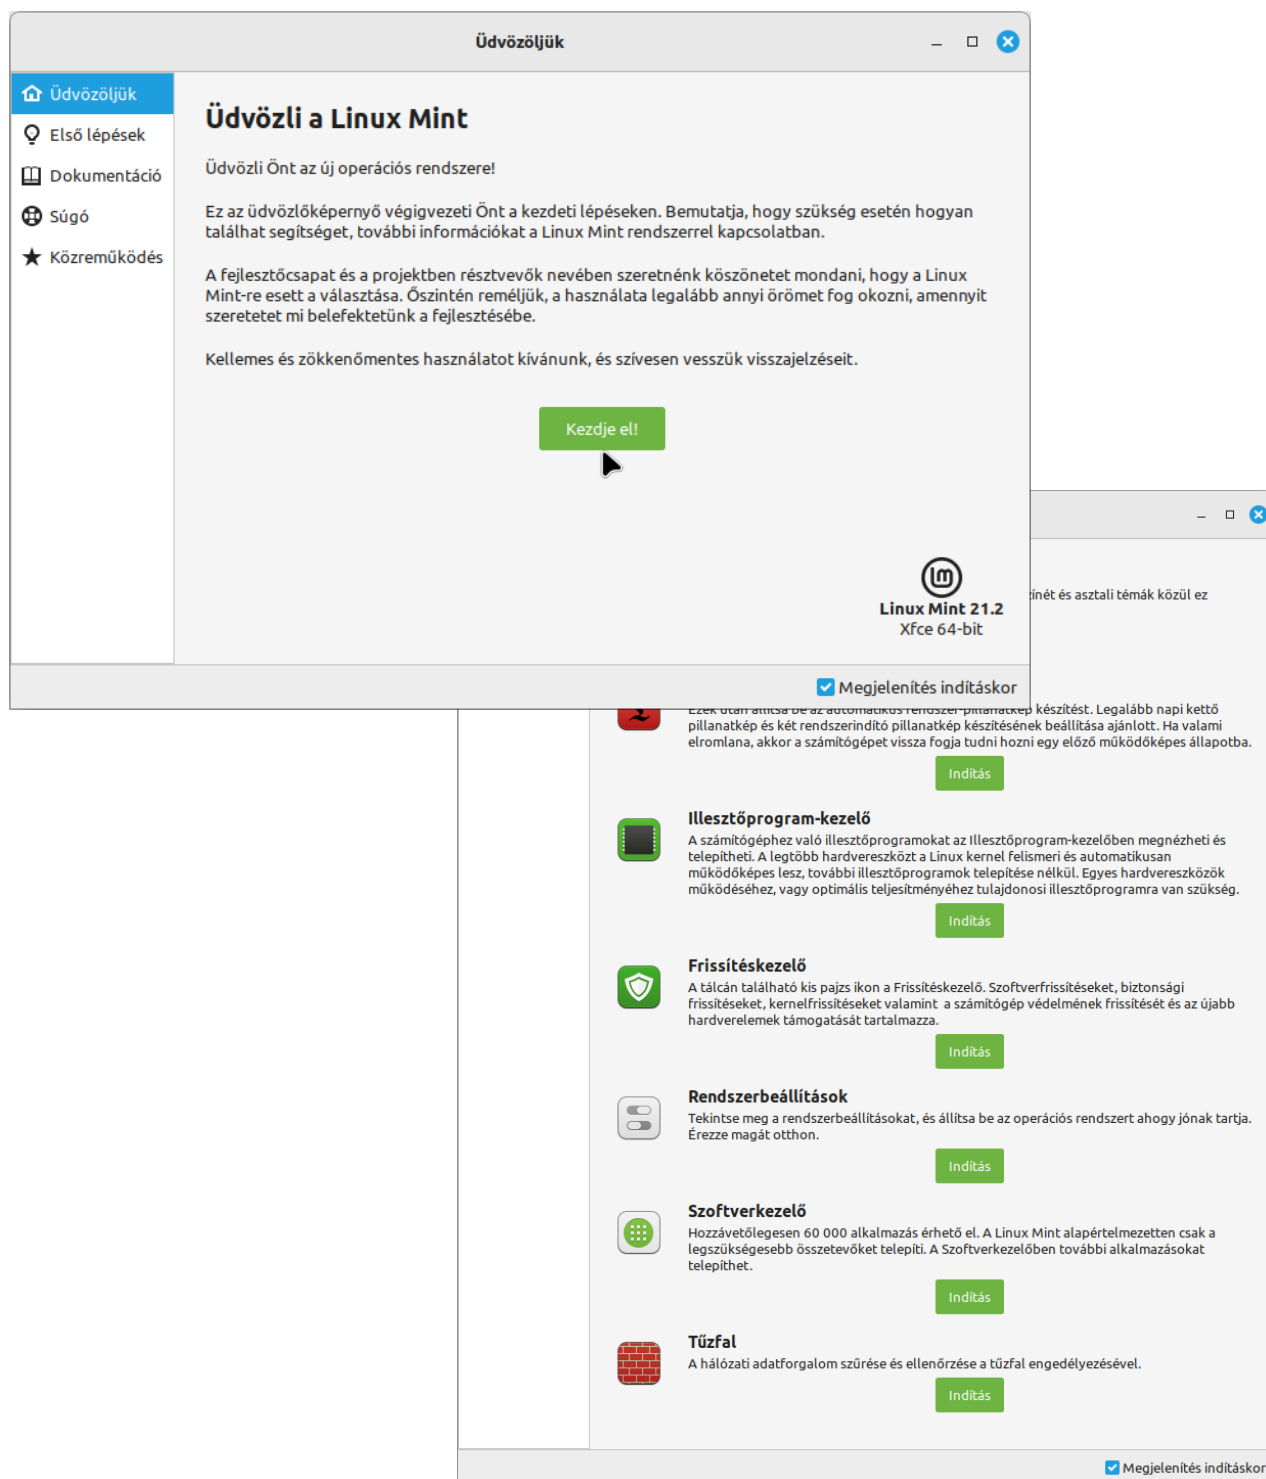 Üdvözöljük
Üdvözöljük
Első lépések
Dokumentáció
Súgó
Közreműködés
Üdvözli a Linux Mint
Üdvözli Önt az új operációs rendszere!
Ez az üdvözlőképernyő végigvezeti Önt a kezdeti lépéseken. Bemutatja, hogy szükség esetén hogyan
találhat segítséget, további információkat a Linux Mint rendszerrel kapcsolatban.
A fejlesztőcsapat és a projektben résztvevők nevében szeretnénk köszönetet mondani, hogy a Linux
Mint-re esett a választása. Őszintén reméljük, a használata legalább annyi örömet fog okozni, amennyit
szeretetet mi belefektetünk a fejlesztésébe.
Kellemes és zökkenőmentes használatot kívánunk, és szívesen vesszük visszajelzéseit.
Kezdje el!
Linux Mint 21.2
Xfce 64-bit
Megjelenítés indításkor
színét és asztali témák közül ez
Ezek után állítsa be az automatikus rendszer-pillanatkép készítést. Legalább napi kettő
pillanatkép és két rendszerindító pillanatkép készítésének beállítása ajánlott. Ha valami
elromlana, akkor a számítógépet vissza fogja tudni hozni egy előző működőképes állapotba.
Indítás
Illesztőprogram-kezelő
A számítógéphez való illesztőprogramokat az Illesztőprogram-kezelőben megnézheti és
telepítheti. A legtöbb hardvereszközt a Linux kernel felismeri és automatikusan
működőképes lesz, további illesztőprogramok telepítése nélkül. Egyes hardvereszközök
működéséhez, vagy optimális teljesítményéhez tulajdonosi illesztőprogramra van szükség.
Indítás
Frissítéskezelő
A tálcán található kis pajzs ikon a Frissítéskezelő. Szoftverfrissítéseket, biztonsági
frissítéseket, kernelfrissítéseket valamint  a számítógép védelmének frissítését és az újabb
hardverelemek támogatását tartalmazza.
Indítás
Rendszerbeállítások
Tekintse meg a rendszerbeállításokat, és állítsa be az operációs rendszert ahogy jónak tartja.
Érezze magát otthon.
Indítás
Szoftverkezelő
Hozzávetőlegesen 60 000 alkalmazás érhető el. A Linux Mint alapértelmezetten csak a
legszükségesebb összetevőket telepíti. A Szoftverkezelőben további alkalmazásokat
telepíthet.
Indítás
Tűzfal
A hálózati adatforgalom szűrése és ellenőrzése a tűzfal engedélyezésével.
Indítás
Megjelenítés indításkor